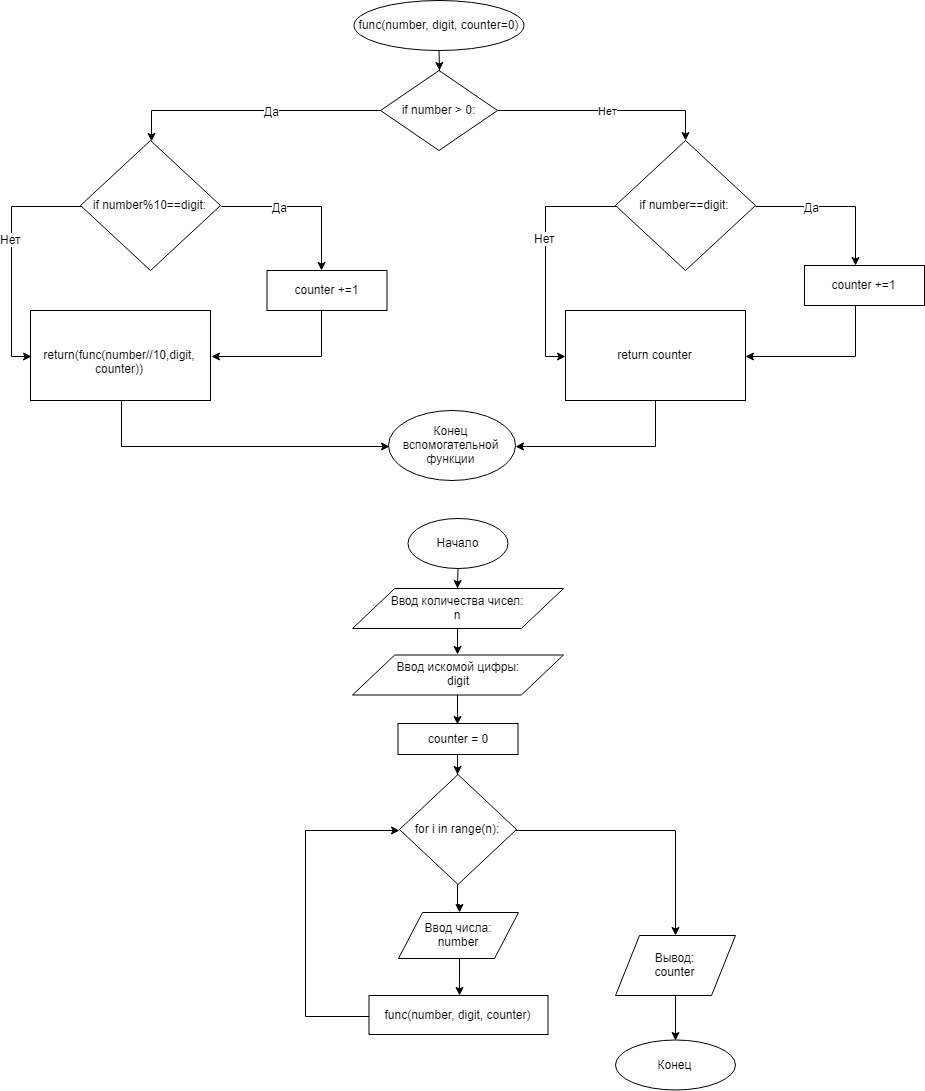 func(number, digit, counter=0)
if number > 0:
Да
Нет
if number%10==digit:
Да
Нет
counter +=1
return(func(number//10,digit,
counter))
if number==digit:
Да
Нет
counter +=1
return counter
Конец
вспомогательной
функции
Начало
Ввод количества чисел:
n
Ввод искомой цифры:
digit
counter = 0
for i in range(n):
Ввод числа:
number
func(number, digit, counter)
Вывод:
counter
Конец